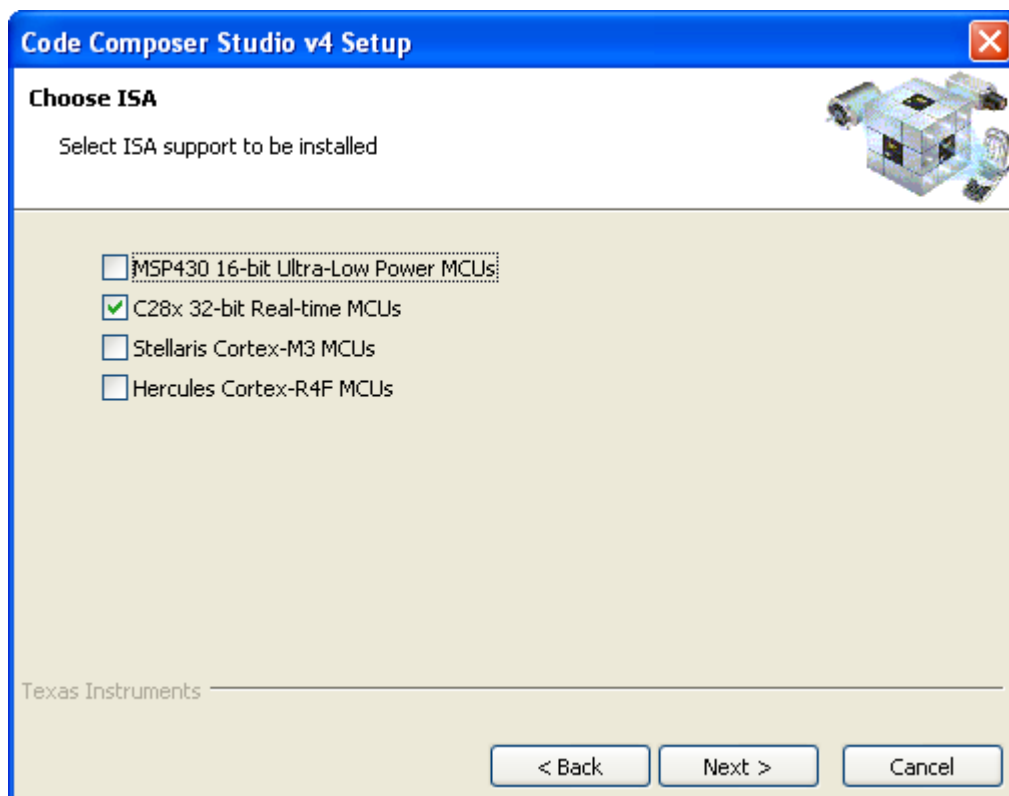 Code Composer Studio v4 Setup
Choose ISA
Select ISA support to be installed
MSP430 16-bit Ultra-Low Power MCUs
C28x 32-bit Real-time MCUs
Stellaris Cortex-M3 MCUs
Hercules Cortex-R4F MCUs
Texas Instruments
< Back Next > Cancel